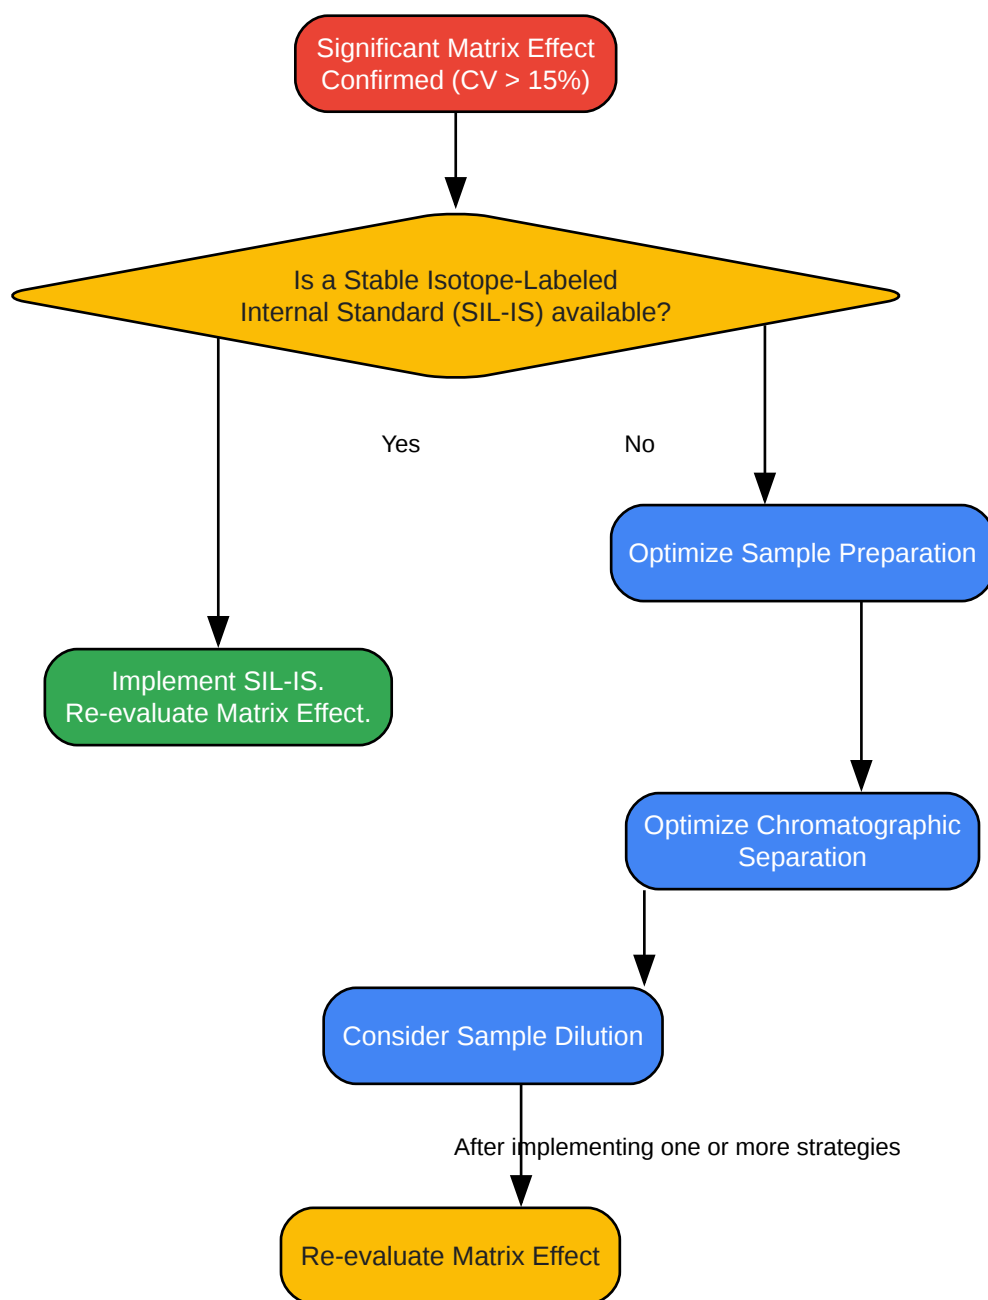 Significant Matrix Effect
Confirmed (CV > 15%)
Is a Stable Isotope-Labeled
Internal Standard (SIL-IS) available?
Yes
No
Optimize Sample Preparation
Implement SIL-IS.
Re-evaluate Matrix Effect.
Optimize Chromatographic
Separation
Consider Sample Dilution
After implementing one or more strategies
Re-evaluate Matrix Effect